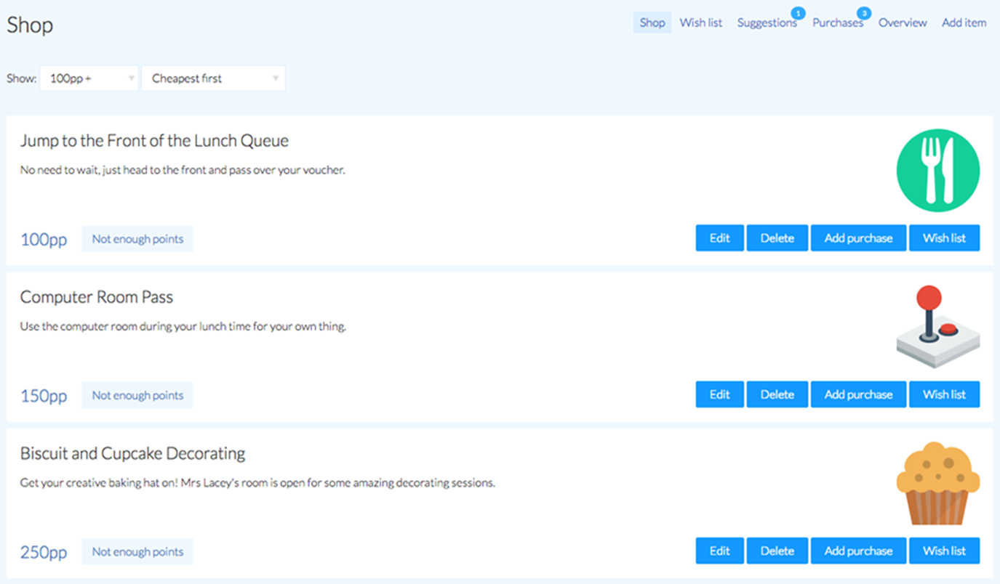 Shop
Shop Wish list Suggestions 1 Purchases 3 Overview Add item
Show: 100pp + Cheapest first
Jump to the Front of the Lunch Queue
No need to wait, just head to the front and pass over your voucher.
100pp Not enough points Edit Delete Add purchase Wish list
Computer Room Pass
Use the computer room during your lunch time for your own thing.
150pp Not enough points Edit Delete Add purchase Wish list
Biscuit and Cupcake Decorating
Get your creative baking hat on! Mrs Lacey's room is open for some amazing decorating sessions.
250pp Not enough points Edit Delete Add purchase Wish list